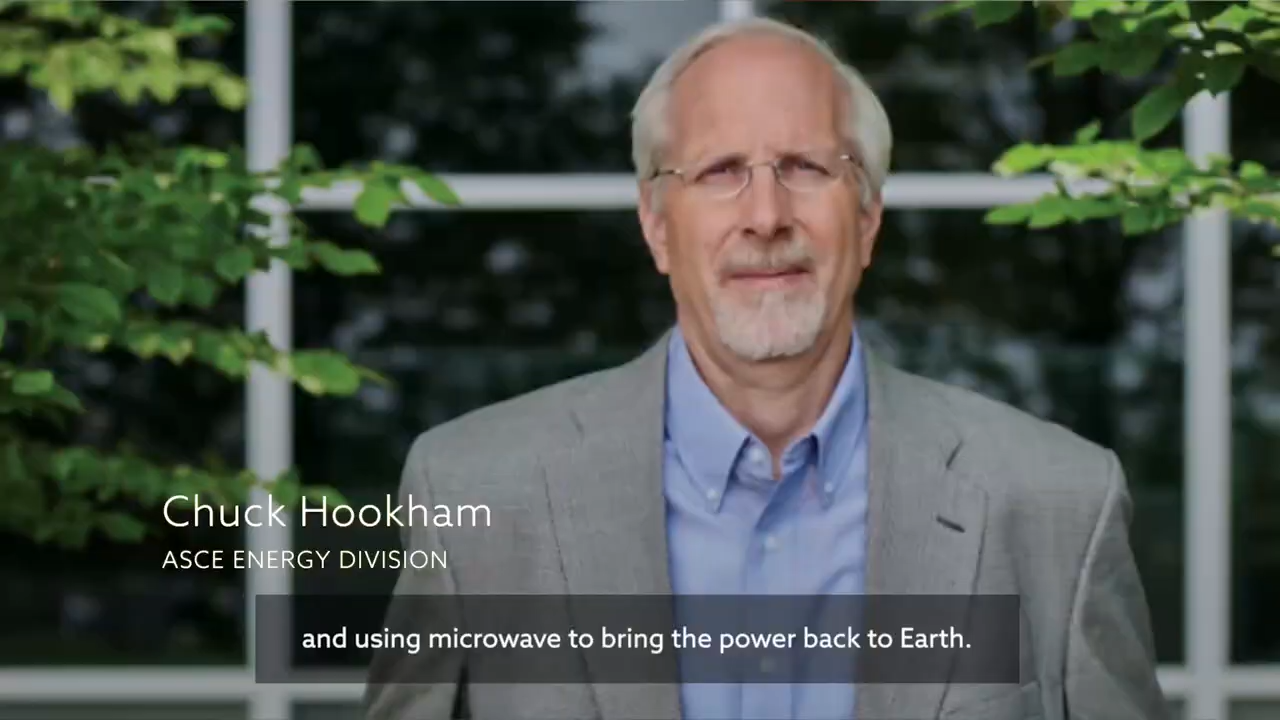 Chuck Hookham
ASCE ENERGY DIVISION
and using microwave to bring the power back to Earth.